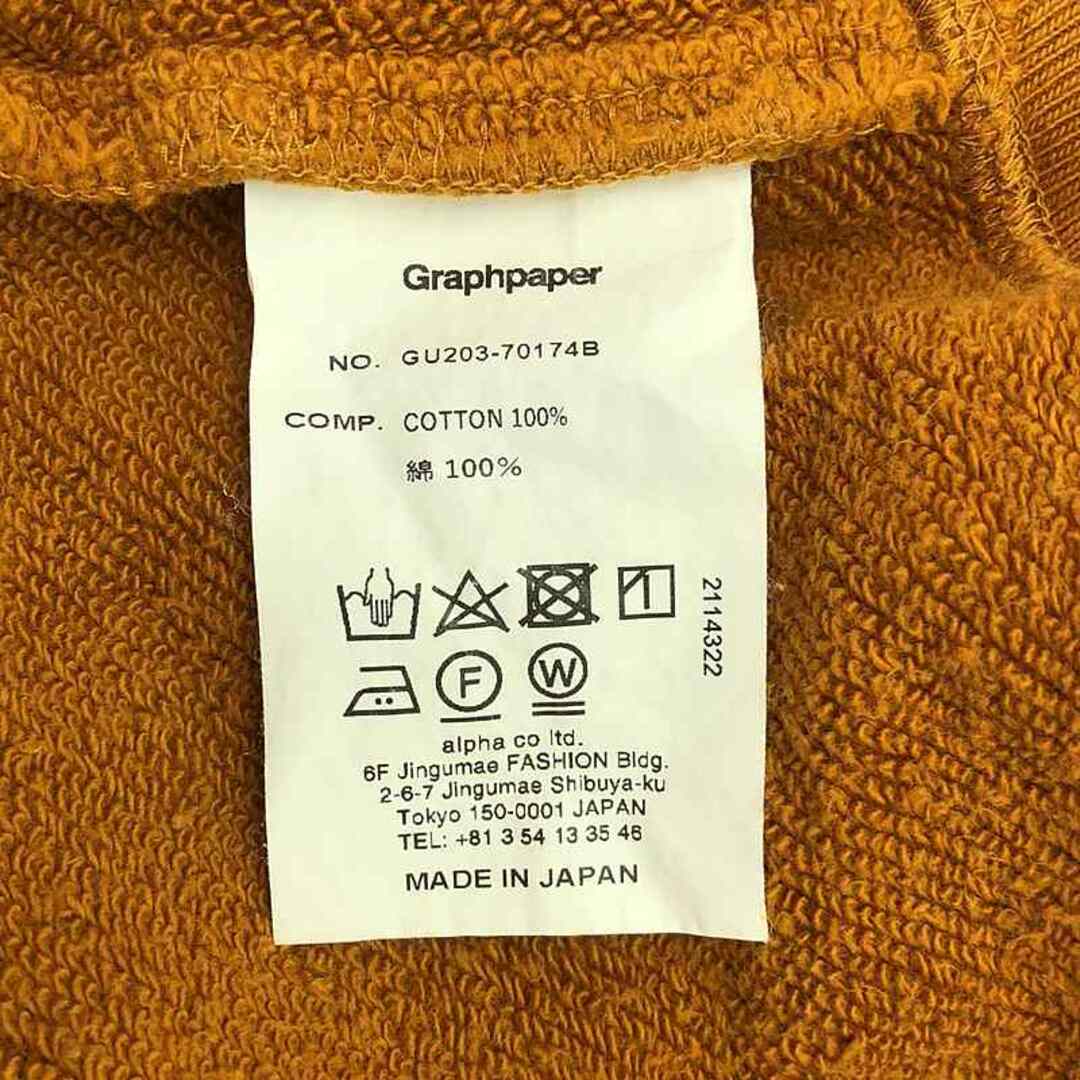 Graphpaper
NO. GU203-70174B
COMP. COTTON 100%
綿 100%
2114322
F W
alpha co ltd.
6F Jingumae FASHION Bldg.
2-6-7 Jingumae Shibuya-ku
Tokyo 150-0001 JAPAN
TEL: +81 3 54 13 35 46
MADE IN JAPAN